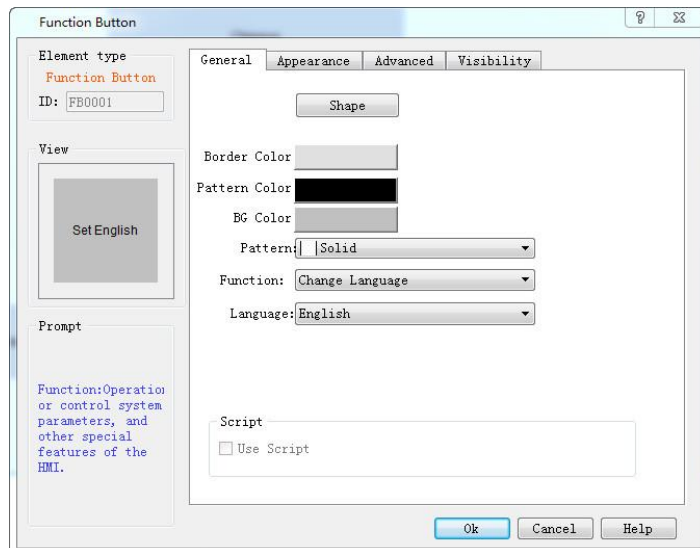 Function Button
Element type
Function Button
ID: FB0001
View
Set English
Prompt
Function:Operation
or control system
parameters, and
other special
features of the
HMI.
General Appearance Advanced Visibility
Shape
Border Color
Pattern Color
BG Color
Pattern: Solid
Function: Change Language
Language: English
Script
Use Script
Ok Cancel Help